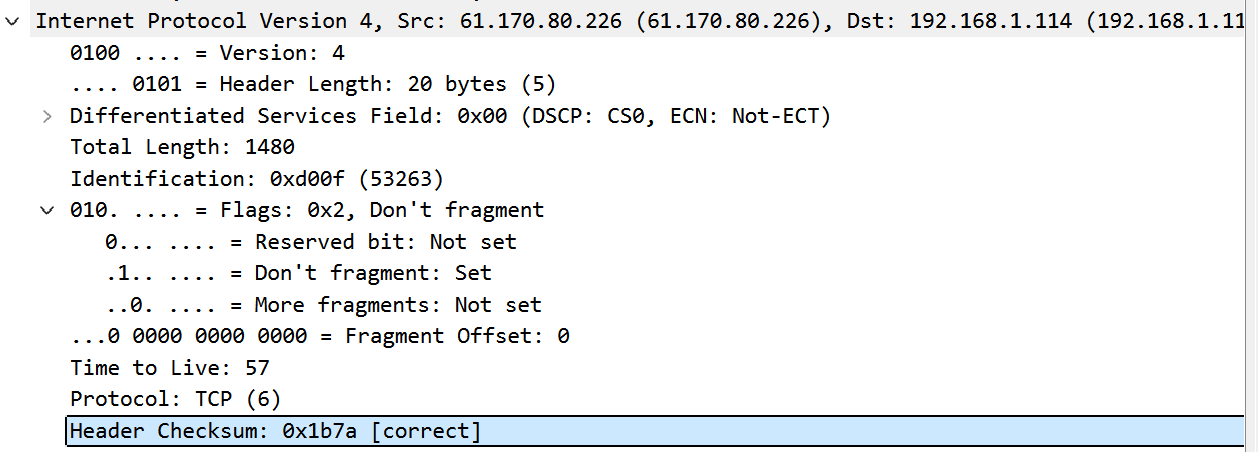 Internet Protocol Version 4, Src: 61.170.80.226 (61.170.80.226), Dst: 192.168.1.114 (192.168.1.11
0100 .... = Version: 4
.... 0101 = Header Length: 20 bytes (5)
Differentiated Services Field: 0x00 (DSCP: CS0, ECN: Not-ECT)
Total Length: 1480
Identification: 0xd00f (53263)
010. .... = Flags: 0x2, Don't fragment
0... .... = Reserved bit: Not set
.1.. .... = Don't fragment: Set
..0. .... = More fragments: Not set
...0 0000 0000 0000 = Fragment Offset: 0
Time to Live: 57
Protocol: TCP (6)
Header Checksum: 0x1b7a [correct]